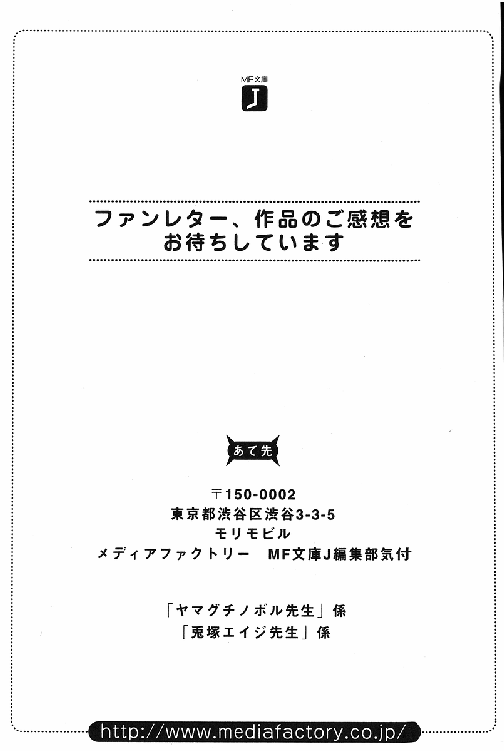 MF文庫
J
ファンレター、作品のご感想を
お待ちしています
あて先
〒150-0002
東京都渋谷区渋谷3-3-5
モリモビル
メディアファクトリー　MF文庫J編集部気付
「ヤマグチノボル先生」係
「兎塚エイジ先生」係
http://www.mediafactory.co.jp/